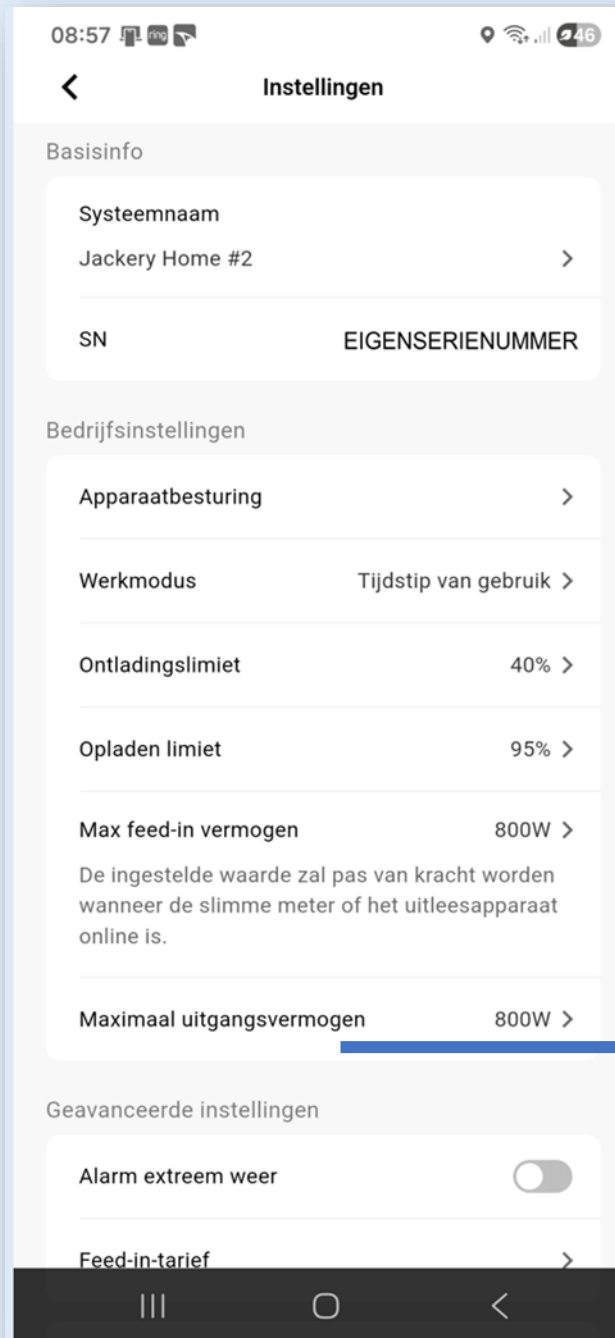 08:57 ring 46
Instellingen
Basisinfo
Systeemnaam
Jackery Home #2
SN EIGENSERIENUMMER
Bedrijfsinstellingen
Apparaatbesturing
Werkmodus Tijdstip van gebruik
Ontladingslimiet 40%
Opladen limiet 95%
Max feed-in vermogen 800W
De ingestelde waarde zal pas van kracht worden
wanneer de slimme meter of het uitleesapparaat
online is.
Maximaal uitgangsvermogen 800W
Geavanceerde instellingen
Alarm extreem weer
Feed-in-tarief